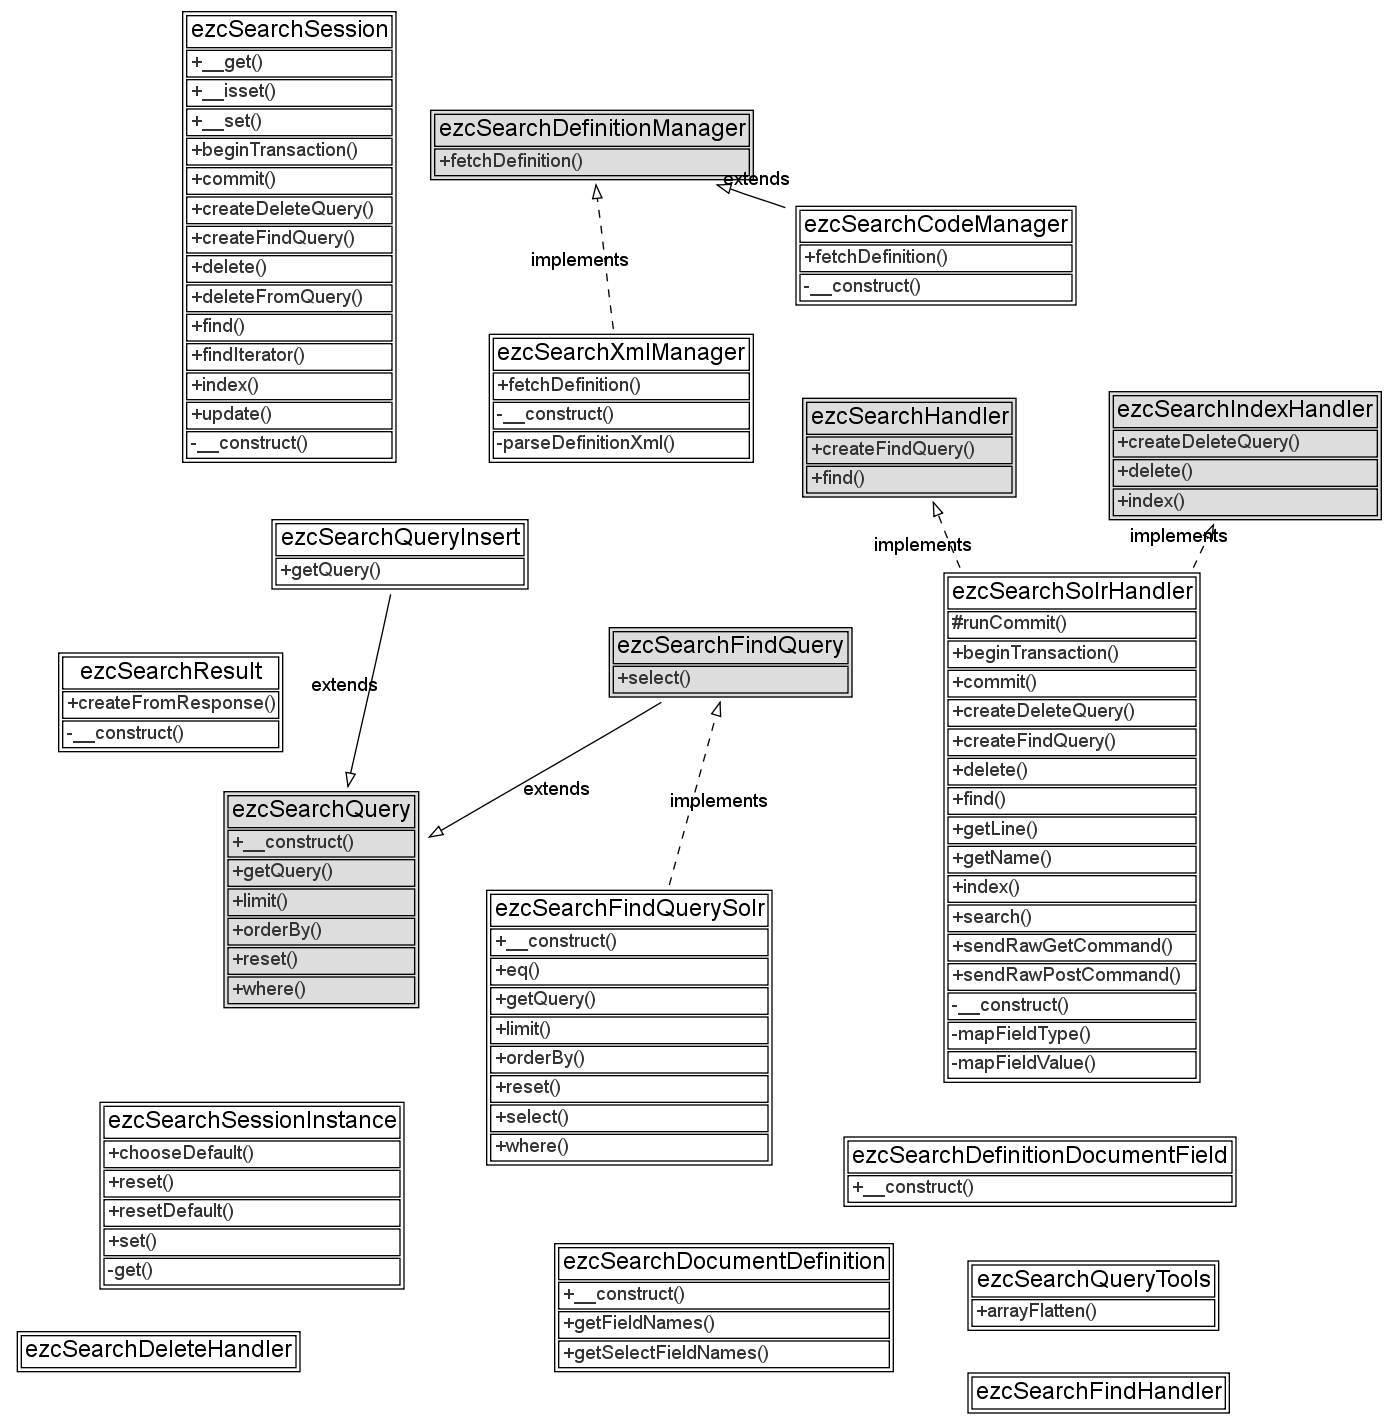 ezcSearchSession
+__get()
+__isset()
+__set()
+beginTransaction()
+commit()
+createDeleteQuery()
+createFindQuery()
+delete()
+deleteFromQuery()
+find()
+findIterator()
+index()
+update()
-__construct()
ezcSearchDefinitionManager
+fetchDefinition()
extends
ezcSearchCodeManager
+fetchDefinition()
-__construct()
implements
ezcSearchXmlManager
+fetchDefinition()
-__construct()
-parseDefinitionXml()
ezcSearchHandler
+createFindQuery()
+find()
ezcSearchIndexHandler
+createDeleteQuery()
+delete()
+index()
implements
implements
ezcSearchSolrHandler
#runCommit()
+beginTransaction()
+commit()
+createDeleteQuery()
+createFindQuery()
+delete()
+find()
+getLine()
+getName()
+index()
+search()
+sendRawGetCommand()
+sendRawPostCommand()
-__construct()
-mapFieldType()
-mapFieldValue()
ezcSearchQueryInsert
+getQuery()
extends
ezcSearchResult
+createFromResponse()
-__construct()
ezcSearchFindQuery
+select()
extends
implements
ezcSearchQuery
+__construct()
+getQuery()
+limit()
+orderBy()
+reset()
+where()
ezcSearchFindQuerySolr
+__construct()
+eq()
+getQuery()
+limit()
+orderBy()
+reset()
+select()
+where()
ezcSearchSessionInstance
+chooseDefault()
+reset()
+resetDefault()
+set()
-get()
ezcSearchDefinitionDocumentField
+__construct()
ezcSearchDocumentDefinition
+__construct()
+getFieldNames()
+getSelectFieldNames()
ezcSearchQueryTools
+arrayFlatten()
ezcSearchDeleteHandler
ezcSearchFindHandler